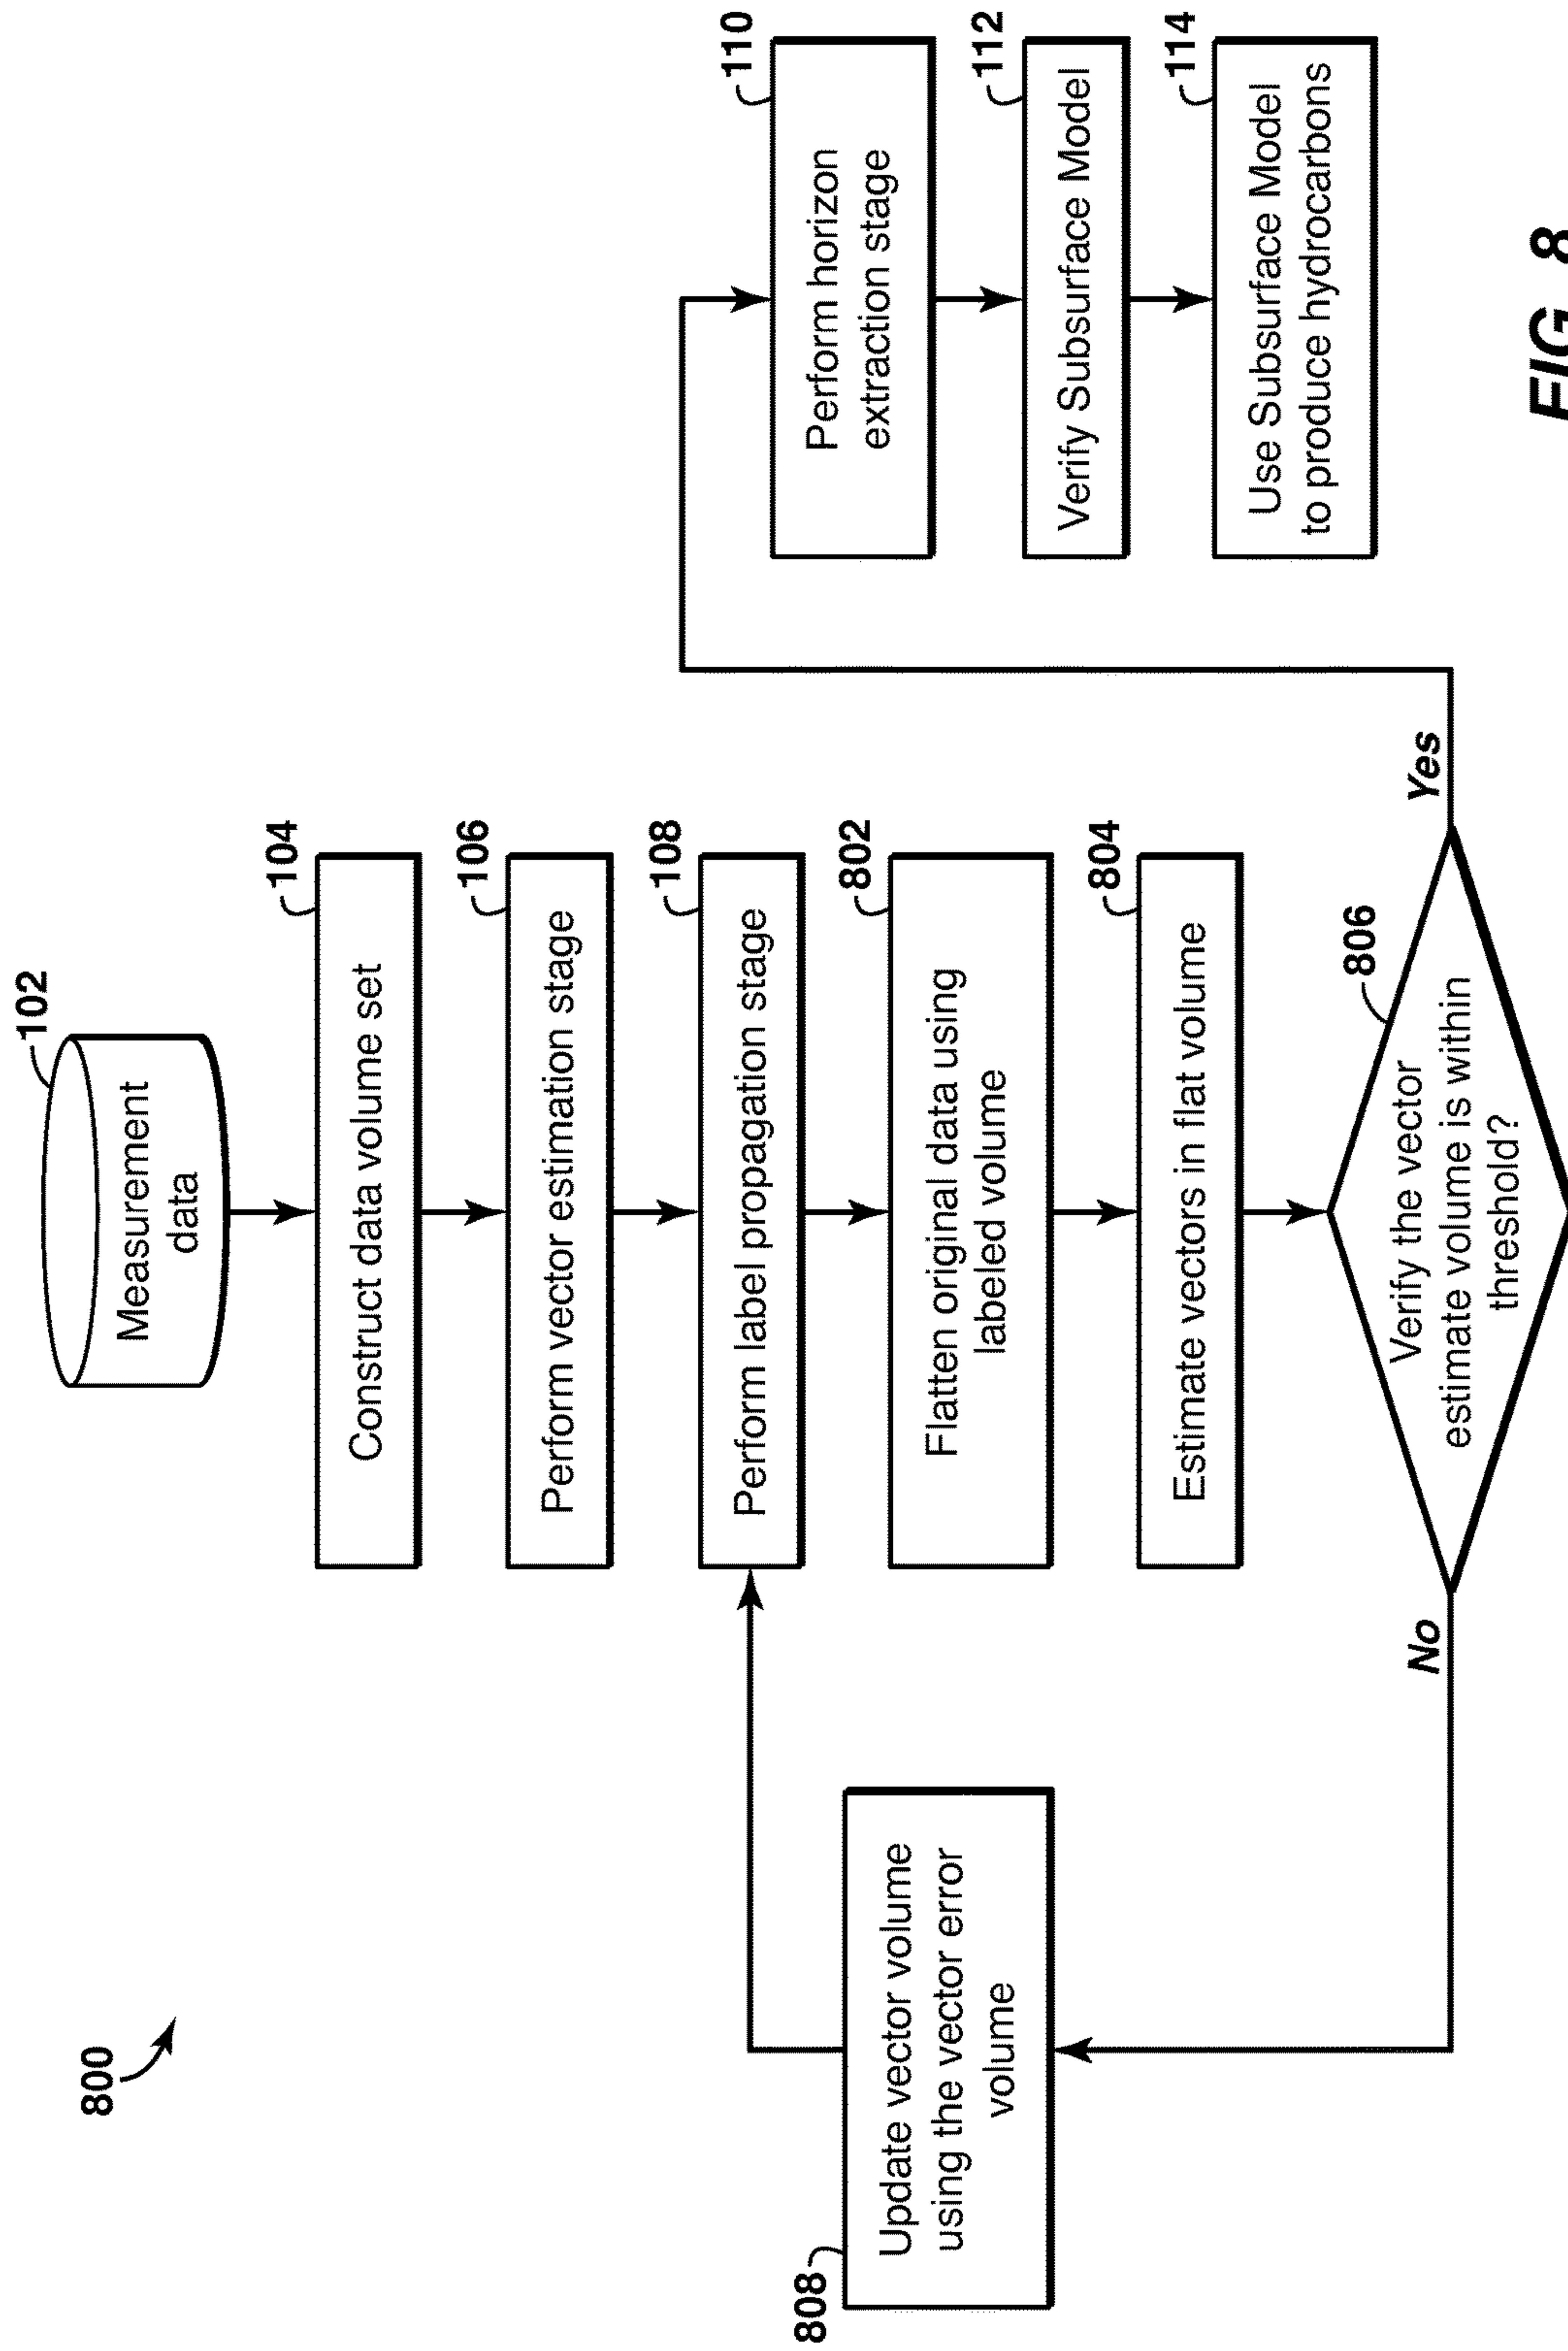 800
102
Measurement
data
104
Construct data volume set
106
Perform vector estimation stage
108
Perform label propagation stage
802
Flatten original data using
labeled volume
804
Estimate vectors in flat volume
806
Verify the vector
estimate volume is within
threshold?
No
Yes
808
Update vector volume
using the vector error
volume
110
Perform horizon
extraction stage
112
Verify Subsurface Model
114
Use Subsurface Model
to produce hydrocarbons
FIG. 8